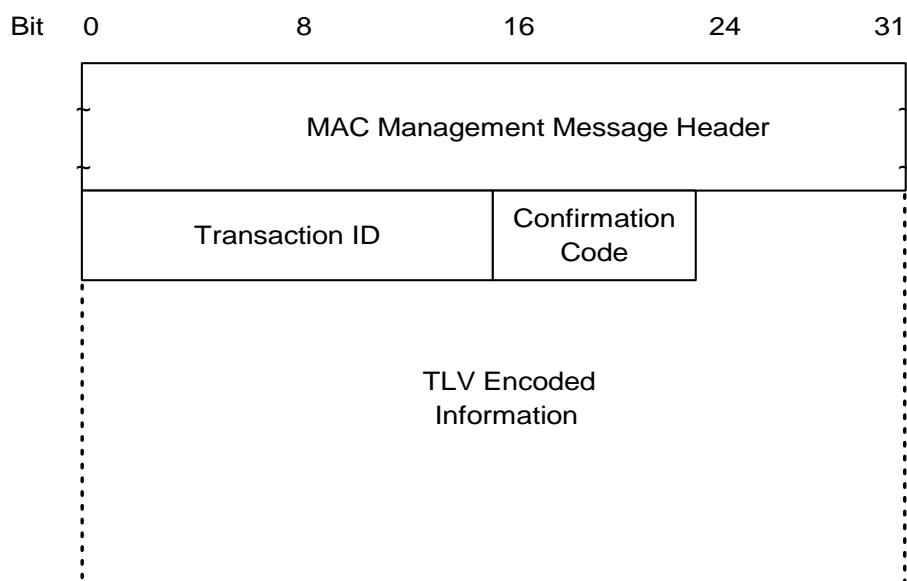 Bit 0 8 16 24 31
MAC Management Message Header
Transaction ID
Confirmation
Code
TLV Encoded
Information